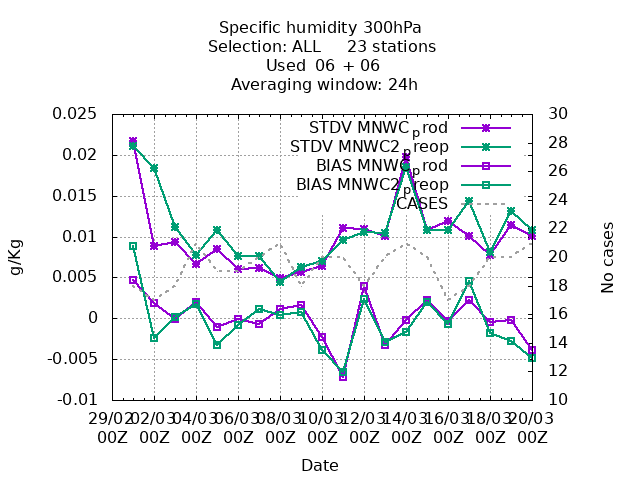 Specific humidity 300hPa
Selection: ALL     23 stations
Used  06 + 06
Averaging window: 24h
0.025
0.02
0.015
0.01
0.005
0
-0.005
-0.01
g/Kg
30
28
26
24
22
20
18
16
14
12
10
No cases
STDV MNWC_prod
STDV MNWC2_preop
BIAS MNWC_prod
BIAS MNWC2_preop
CASES
29/02 02/03 04/03 06/03 08/03 10/03 12/03 14/03 16/03 18/03 20/03
00Z 00Z 00Z 00Z 00Z 00Z 00Z 00Z 00Z 00Z 00Z
Date